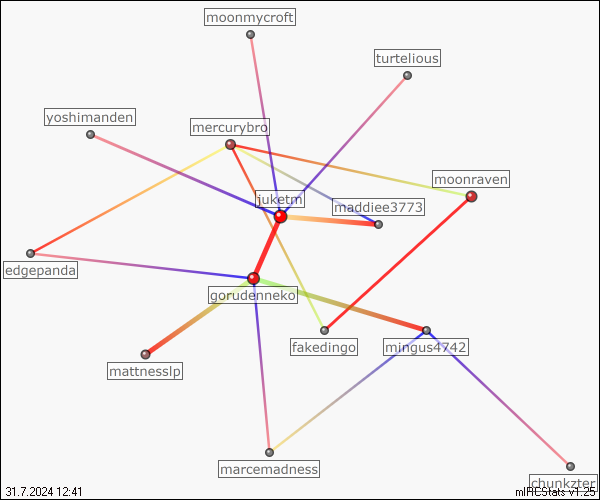 moonmycroft
turtelious
yoshimanden
mercurybro
moonraven
juketm
maddiee3773
edgepanda
gorudenneko
fakedingo
mingus4742
mattnesslp
marcemadness
chunkzter
31.7.2024 12:41
mIRCStats v1.25